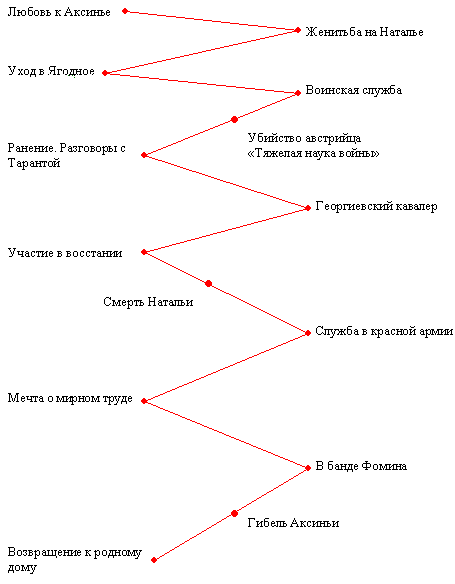 Любовь к Аксинье
Женитьба на Наталье
Уход в Ягодное
Воинская служба
Убийство австрийца
«Тяжелая наука войны»
Ранение. Разговоры с
Тарантой
Георгиевский кавалер
Участие в восстании
Смерть Натальи
Служба в красной армии
Мечта о мирном труде
В банде Фомина
Гибель Аксиньи
Возвращение к родному
дому